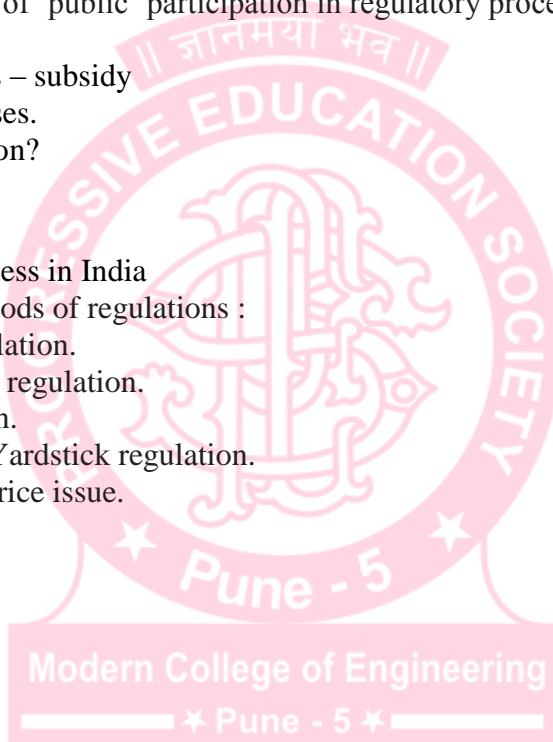 of "public" participation in regulatory proce
– subsidy
ses.
on?
ess in India
ods of regulations :
lation.
regulation.
n.
Yardstick regulation.
rice issue.
|| ज्ञानमया भव ||
PROGRESSIVE EDUCATION SOCIETY
Pune - 5
Modern College of Engineering
Pune - 5